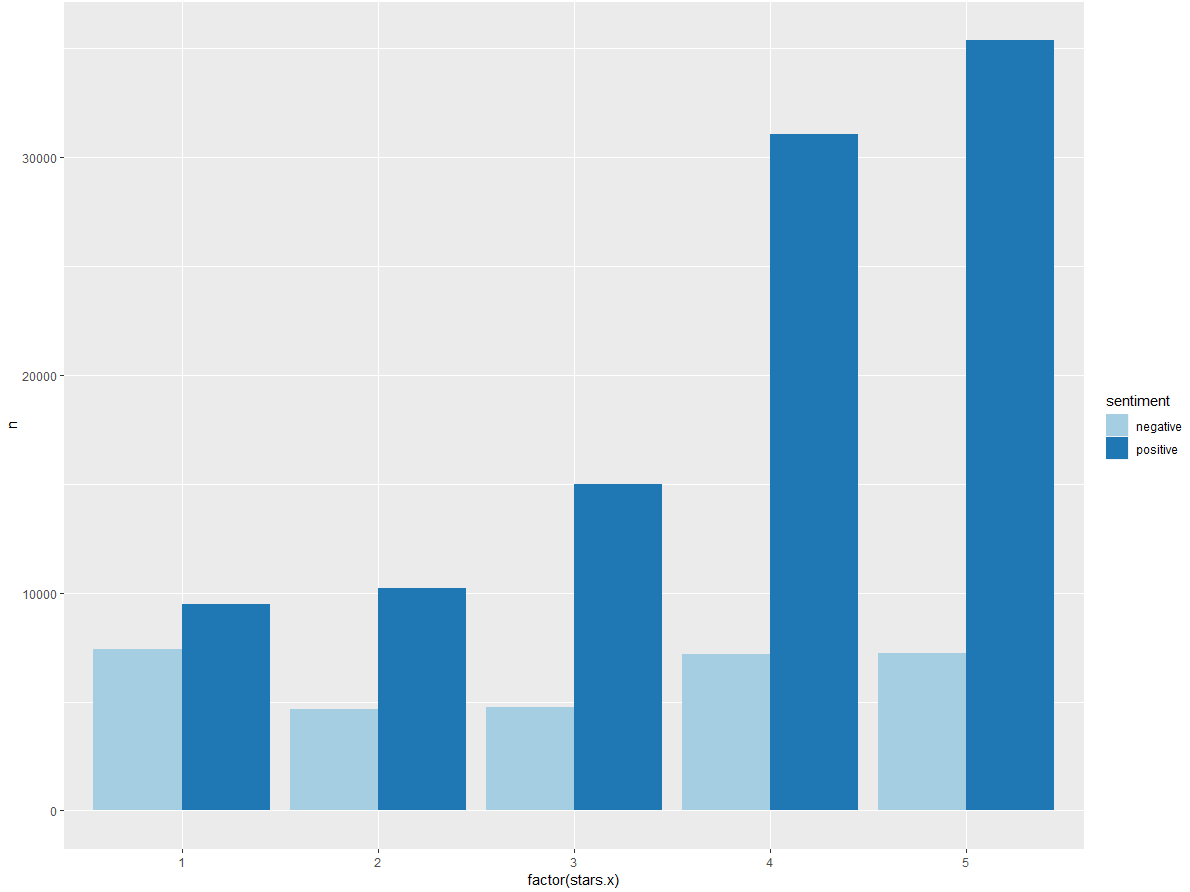 30000
20000
10000
0
n
1 2 3 4 5
factor(stars.x)
sentiment
negative
positive